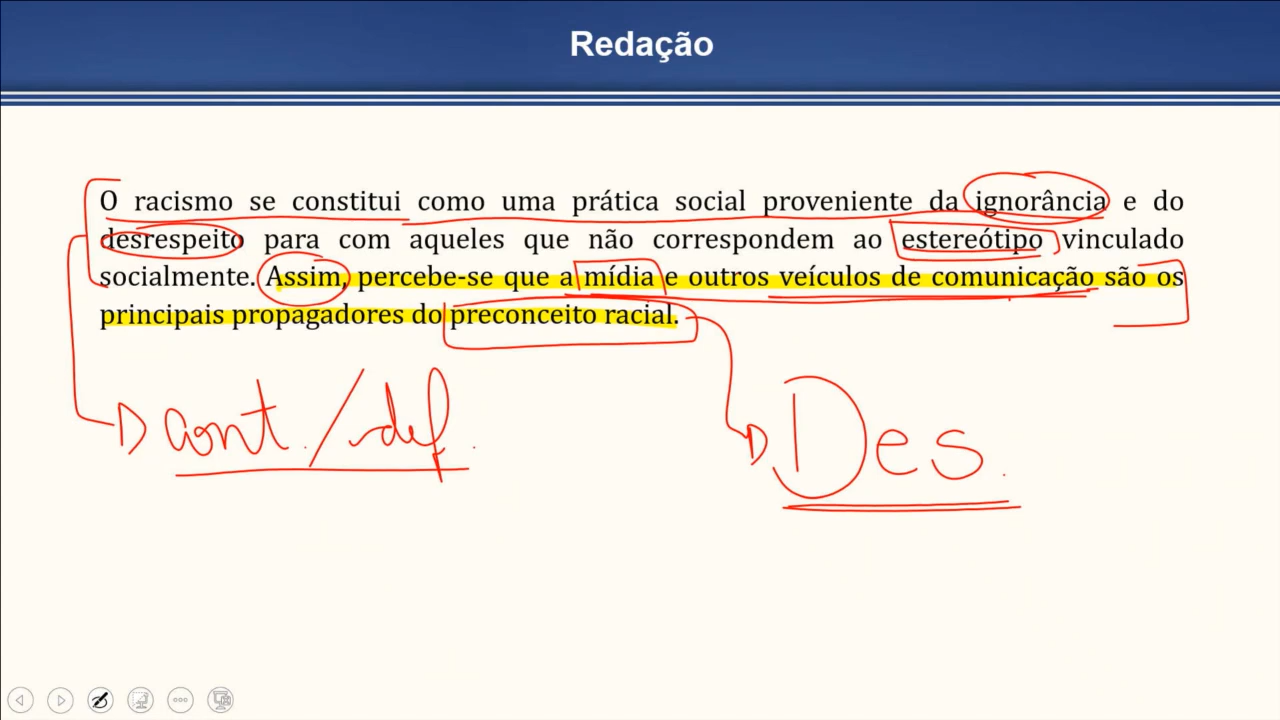 Redação
O racismo se constitui como uma prática social proveniente da ignorância e do
desrespeito para com aqueles que não correspondem ao estereótipo vinculado
socialmente. Assim, percebe-se que a mídia e outros veículos de comunicação são os
principais propagadores do preconceito racial.
cont. / def.
Des.